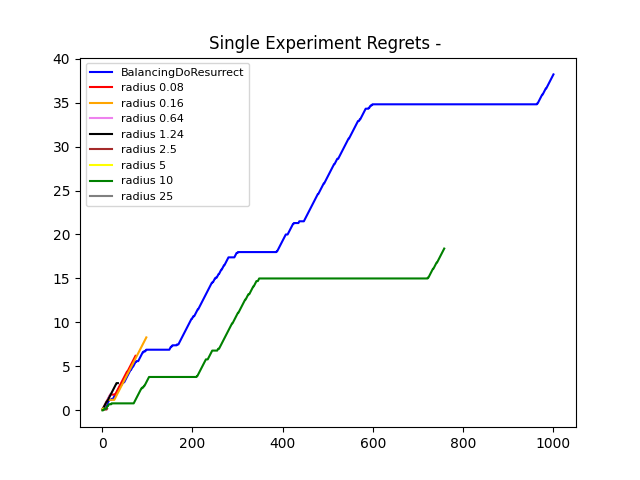 Single Experiment Regrets -
BalancingDoResurrect
radius 0.08
radius 0.16
radius 0.64
radius 1.24
radius 2.5
radius 5
radius 10
radius 25
40
35
30
25
20
15
10
5
0
0 200 400 600 800 1000